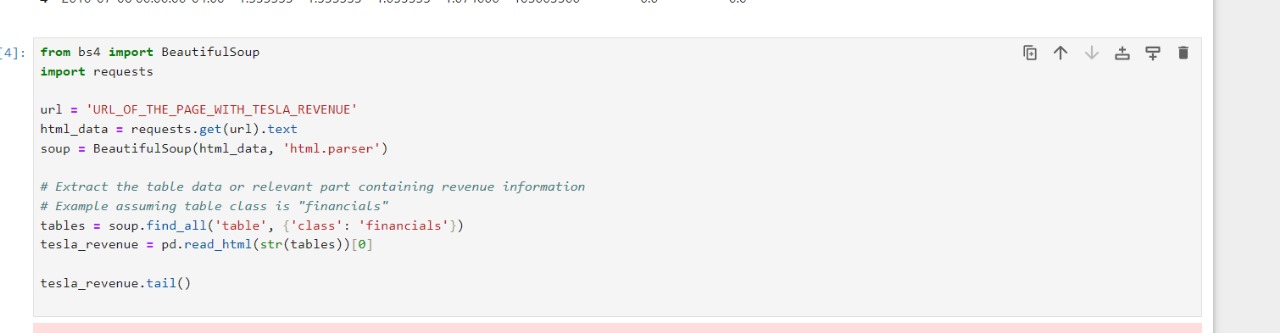 [4]:
from bs4 import BeautifulSoup
import requests
url = 'URL_OF_THE_PAGE_WITH_TESLA_REVENUE'
html_data = requests.get(url).text
soup = BeautifulSoup(html_data, 'html.parser')
# Extract the table data or relevant part containing revenue information
# Example assuming table class is "financials"
tables = soup.find_all('table', {'class': 'financials'})
tesla_revenue = pd.read_html(str(tables))[0]
tesla_revenue.tail()